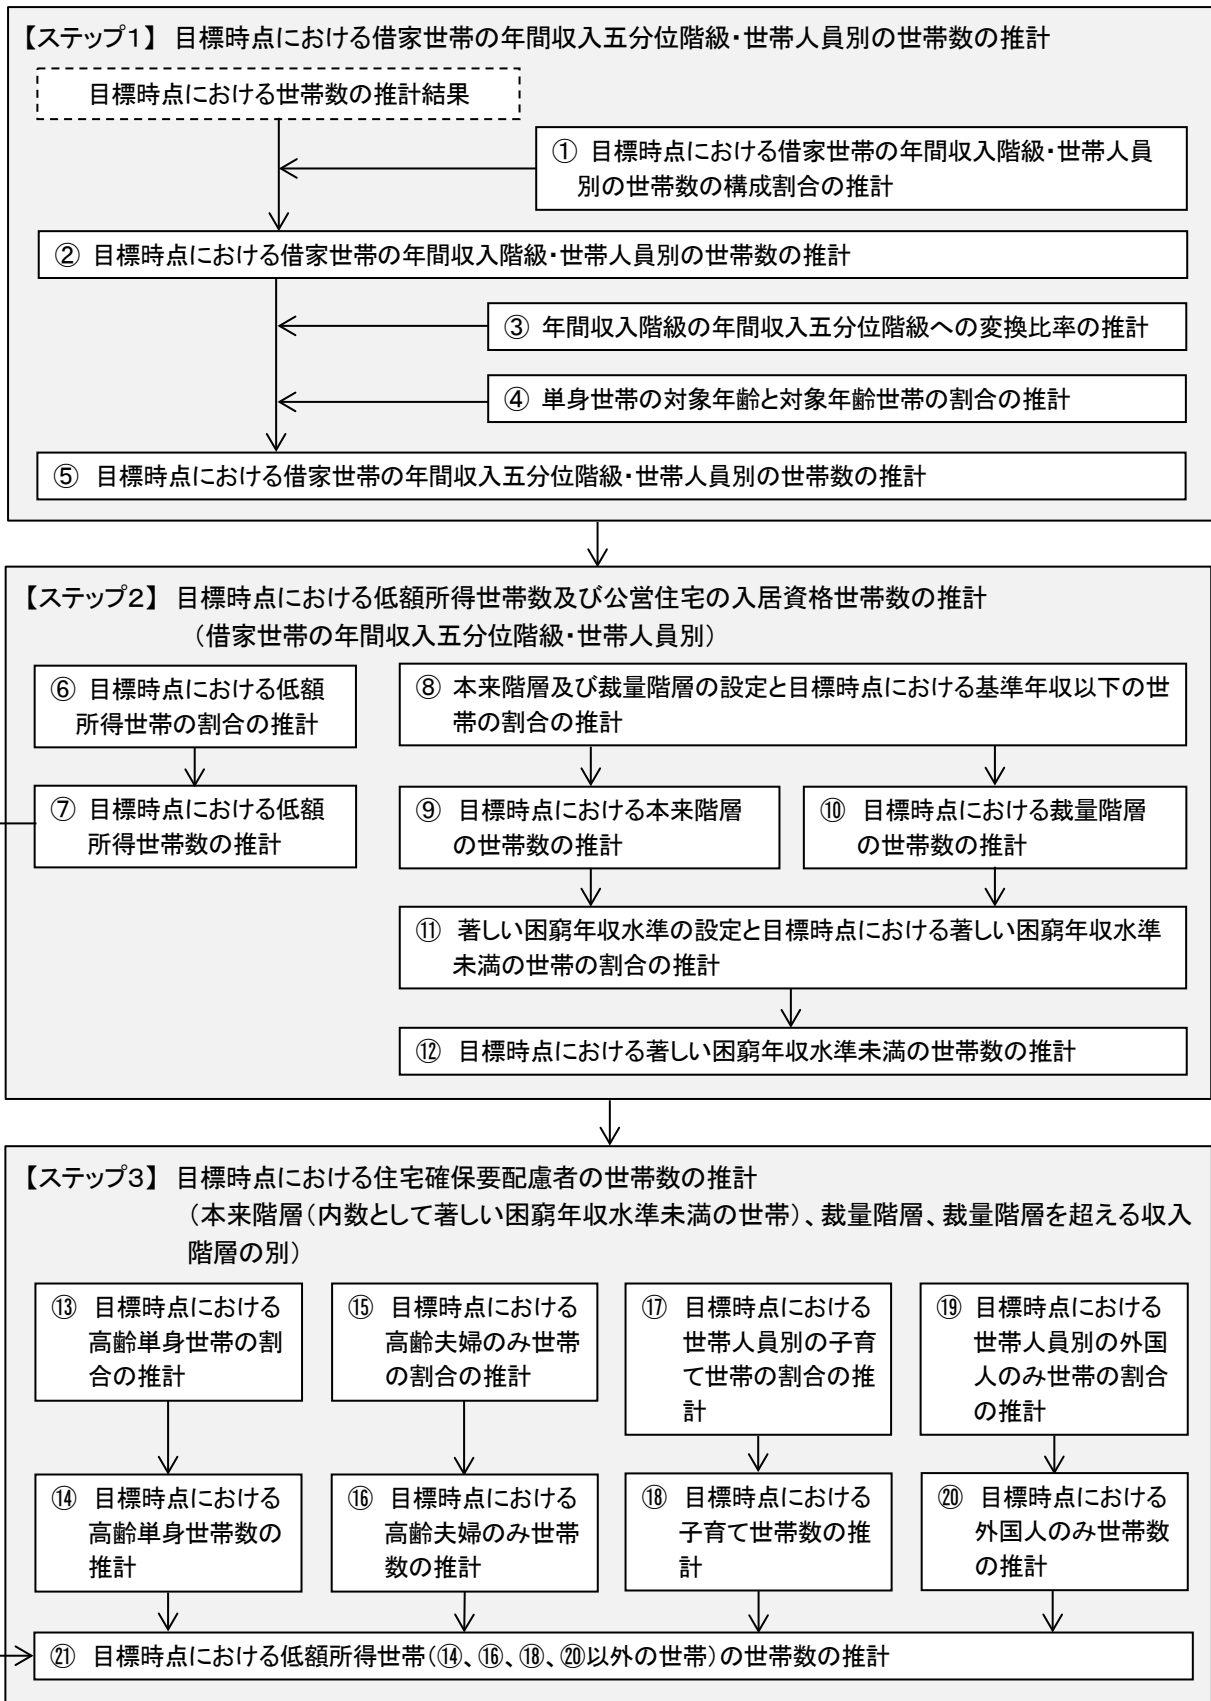 【ステップ1】 目標時点における借家世帯の年間収入五分位階級・世帯人員別の世帯数の推計
目標時点における世帯数の推計結果
① 目標時点における借家世帯の年間収入階級・世帯人員
別の世帯数の構成割合の推計
② 目標時点における借家世帯の年間収入階級・世帯人員別の世帯数の推計
③ 年間収入階級の年間収入五分位階級への変換比率の推計
④ 単身世帯の対象年齢と対象年齢世帯の割合の推計
⑤ 目標時点における借家世帯の年間収入五分位階級・世帯人員別の世帯数の推計
【ステップ2】 目標時点における低額所得世帯数及び公営住宅の入居資格世帯数の推計
（借家世帯の年間収入五分位階級・世帯人員別）
⑥ 目標時点における低額
所得世帯の割合の推計
⑦ 目標時点における低額
所得世帯数の推計
⑧ 本来階層及び裁量階層の設定と目標時点における基準年収以下の世
帯の割合の推計
⑨ 目標時点における本来階層
の世帯数の推計
⑩ 目標時点における裁量階層
の世帯数の推計
⑪ 著しい困窮年収水準の設定と目標時点における著しい困窮年収水準
未満の世帯の割合の推計
⑫ 目標時点における著しい困窮年収水準未満の世帯数の推計
【ステップ3】 目標時点における住宅確保要配慮者の世帯数の推計
（本来階層（内数として著しい困窮年収水準未満の世帯）、裁量階層、裁量階層を超える収入
階層の別）
⑬ 目標時点における
高齢単身世帯の割
合の推計
⑭ 目標時点における
高齢単身世帯数の
推計
⑮ 目標時点における
高齢夫婦のみ世帯
の割合の推計
⑯ 目標時点における
高齢夫婦のみ世帯
数の推計
⑰ 目標時点における
世帯人員別の子育
て世帯の割合の推
計
⑱ 目標時点における
子育て世帯数の推
計
⑲ 目標時点における
世帯人員別の外国
人のみ世帯の割合
の推計
⑳ 目標時点における
外国人のみ世帯数
の推計
㉑ 目標時点における低額所得世帯（⑭、⑯、⑱、⑳以外の世帯）の世帯数の推計